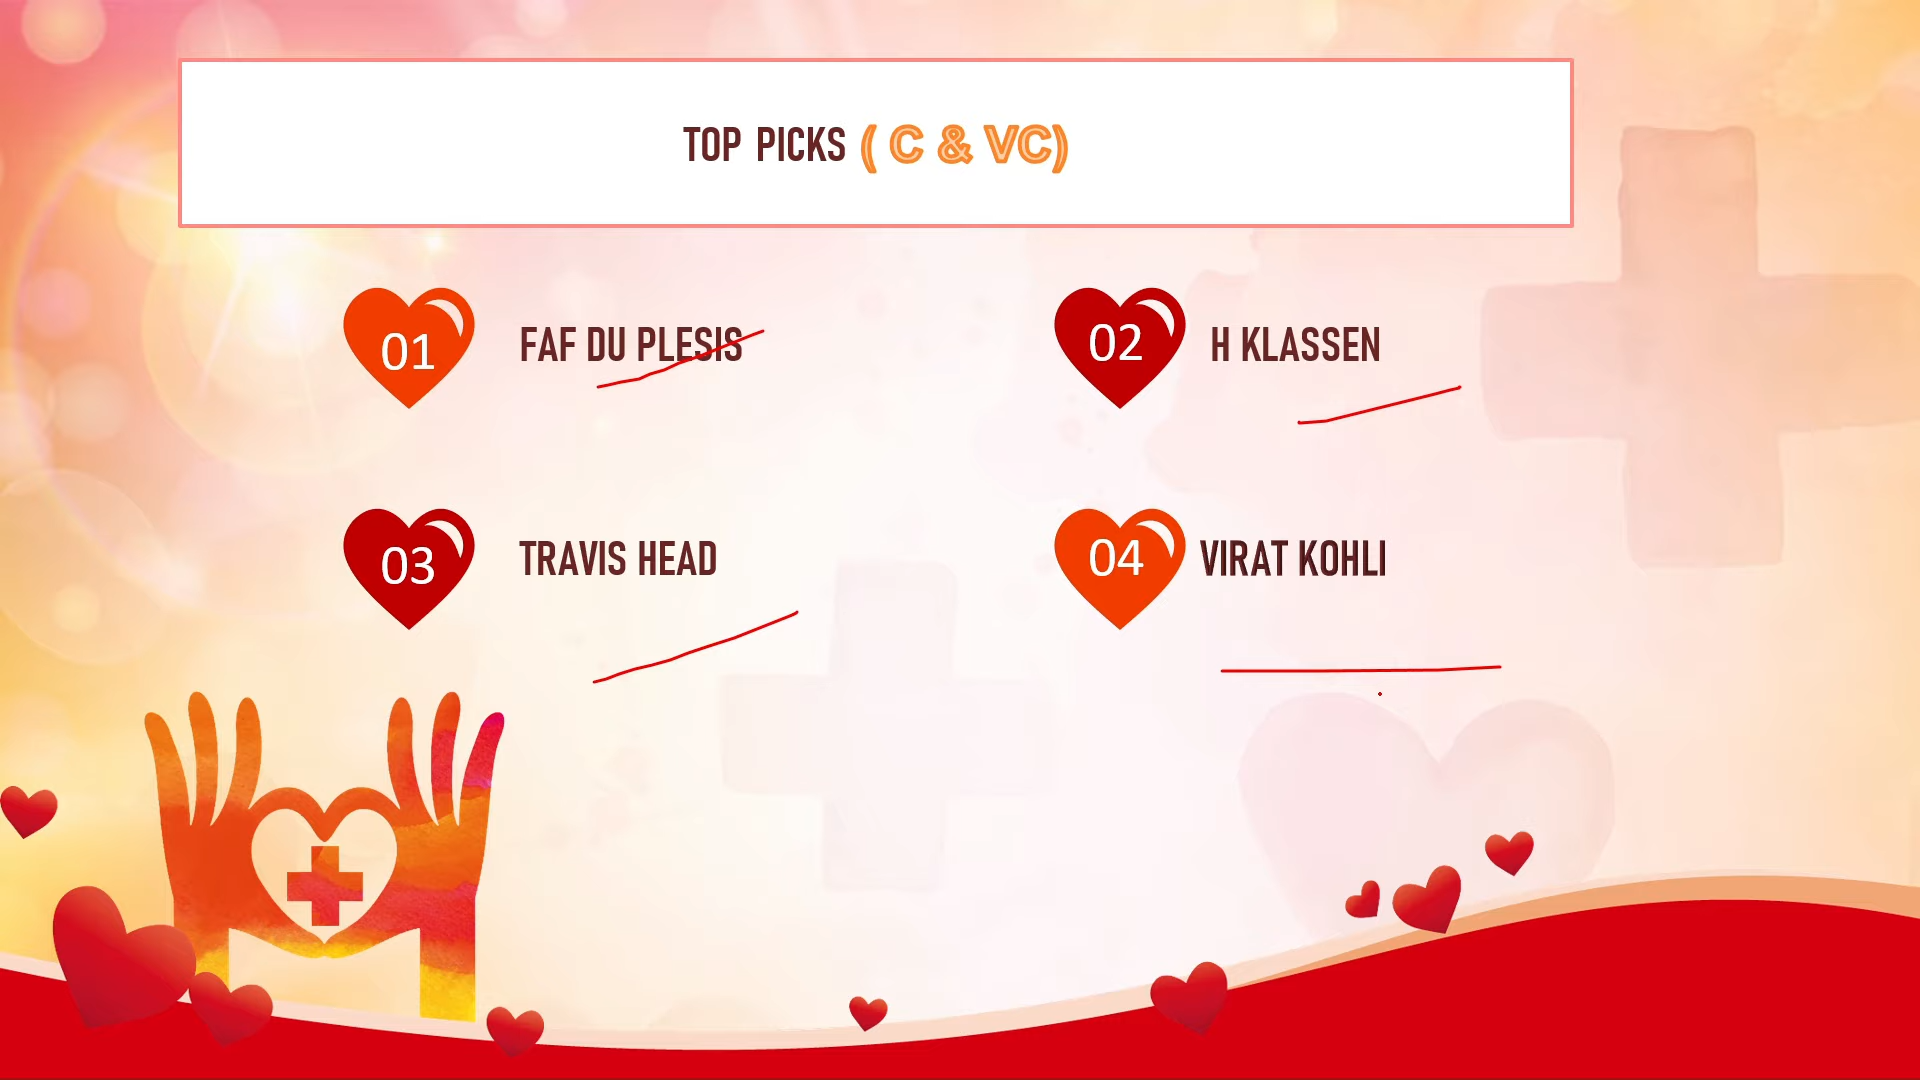 TOP PICKS ( C & VC)
01 FAF DU PLESIS
02 H KLASSEN
03 TRAVIS HEAD
04 VIRAT KOHLI